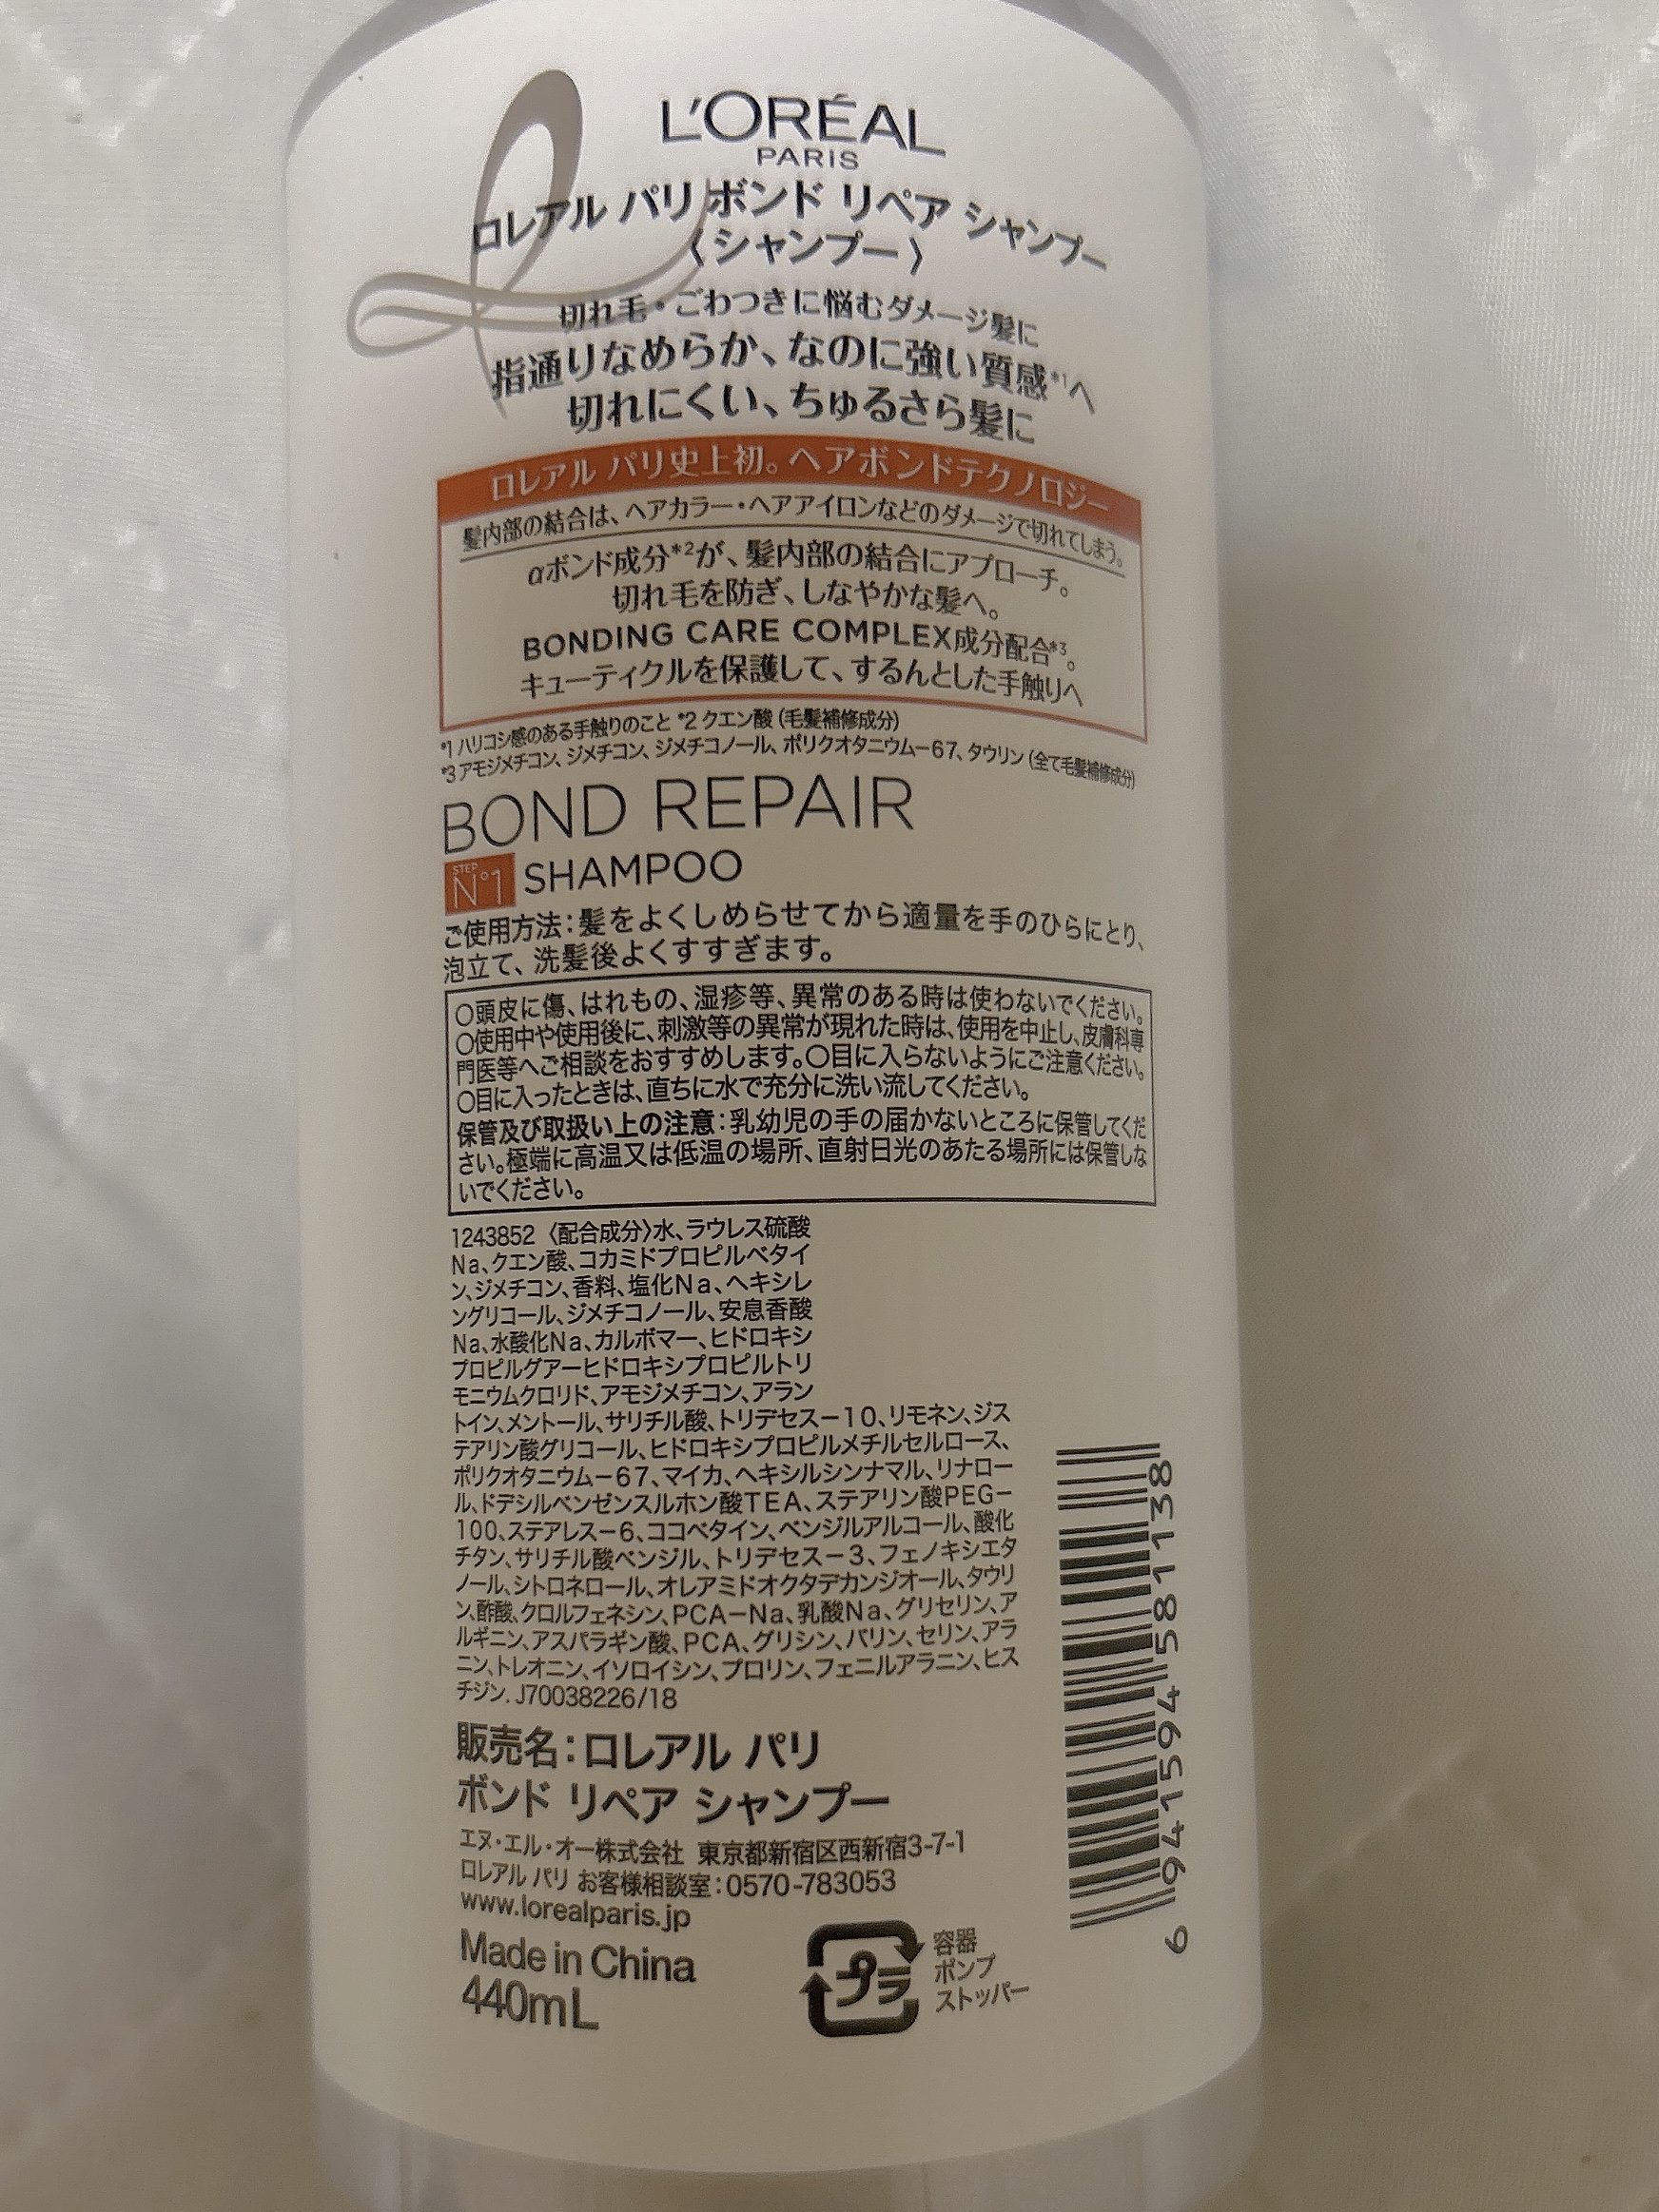 L'ORÉAL
PARIS
ロレアル パリ ボンド リペア シャンプー
〈シャンプー〉
切れ毛・ごわつきに悩むダメージ髪に
指通りなめらか、なのに強い質感*1へ
切れにくい、ちゅるさら髪に
ロレアル パリ史上初。ヘアボンドテクノロジー
髪内部の結合は、ヘアカラー・ヘアアイロンなどのダメージで切れてしまう。
αボンド成分*2が、髪内部の結合にアプローチ。
切れ毛を防ぎ、しなやかな髪へ。
BONDING CARE COMPLEX成分配合*3。
キューティクルを保護して、するんとした手触りへ
*1 ハリコシ感のある手触りのこと *2 クエン酸（毛髪補修成分）
*3 アモジメチコン、ジメチコン、ジメチコノール、ポリクオタニウム－67、タウリン（全て毛髪補修成分）
BOND REPAIR
STEP
N°1 SHAMPOO
ご使用方法：髪をよくしめらせてから適量を手のひらにとり、
泡立て、洗髪後よくすすぎます。
○頭皮に傷、はれもの、湿疹等、異常のある時は使わないでください。
○使用中や使用後に、刺激等の異常が現れた時は、使用を中止し、皮膚科専
門医等へご相談をおすすめします。○目に入らないようにご注意ください。
○目に入ったときは、直ちに水で充分に洗い流してください。
保管及び取扱い上の注意：乳幼児の手の届かないところに保管してくだ
さい。極端に高温又は低温の場所、直射日光のあたる場所には保管しな
いでください。
1243852 〈配合成分〉水、ラウレス硫酸
Na、クエン酸、コカミドプロピルベタイ
ン、ジメチコン、香料、塩化Na、ヘキシレ
ングリコール、ジメチコノール、安息香酸
Na、水酸化Na、カルボマー、ヒドロキシ
プロピルグアーヒドロキシプロピルトリ
モニウムクロリド、アモジメチコン、アラン
トイン、メントール、サリチル酸、トリデセス－10、リモネン、ジス
テアリン酸グリコール、ヒドロキシプロピルメチルセルロース、
ポリクオタニウム－67、マイカ、ヘキシルシンナマル、リナロー
ル、ドデシルベンゼンスルホン酸TEA、ステアリン酸PEG－
100、ステアレス－6、ココベタイン、ベンジルアルコール、酸化
チタン、サリチル酸ベンジル、トリデセス－3、フェノキシエタ
ノール、シトロネロール、オレアミドオクタデカンジオール、タウリ
ン、酢酸、クロルフェネシン、PCA－Na、乳酸Na、グリセリン、ア
ルギニン、アスパラギン酸、PCA、グリシン、バリン、セリン、アラ
ニン、トレオニン、イソロイシン、プロリン、フェニルアラニン、ヒス
チジン. J70038226/18
販売名：ロレアル パリ
ボンド リペア シャンプー
エヌ・エル・オー株式会社 東京都新宿区西新宿3-7-1
ロレアル パリ お客様相談室：0570-783053
www.lorealparis.jp
Made in China
440mL
プラ
容器
ポンプ
ストッパー
6 941594 581138